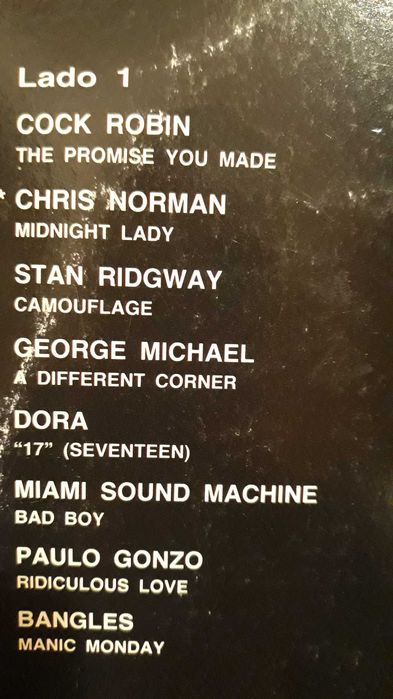 Lado 1
COCK ROBIN
THE PROMISE YOU MADE
* CHRIS NORMAN
MIDNIGHT LADY
STAN RIDGWAY
CAMOUFLAGE
GEORGE MICHAEL
A DIFFERENT CORNER
DORA
“17” (SEVENTEEN)
MIAMI SOUND MACHINE
BAD BOY
PAULO GONZO
RIDICULOUS LOVE
BANGLES
MANIC MONDAY